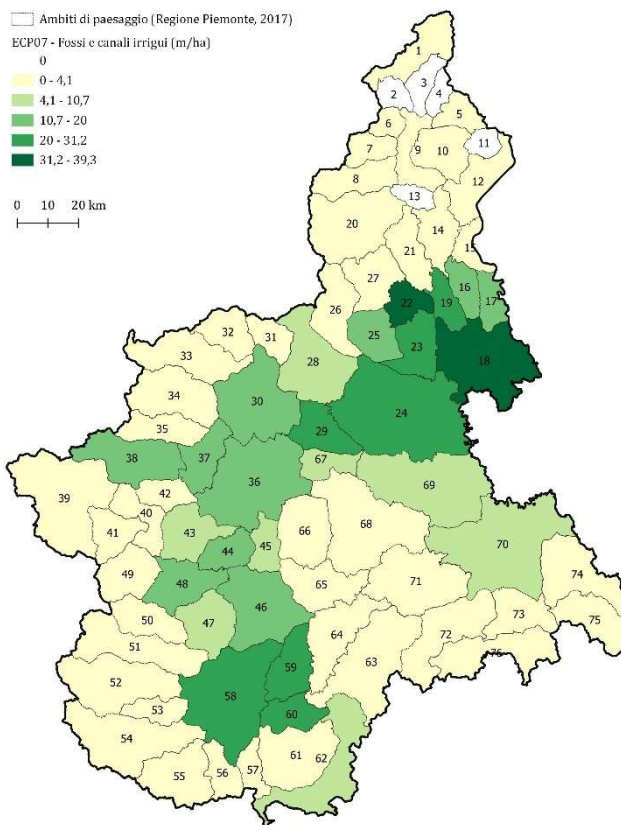 Ambiti di paesaggio (Regione Piemonte, 2017)
ECP07 - Fossi e canali irrigui (m/ha)
0
0 - 4,1
4,1 - 10,7
10,7 - 20
20 - 31,2
31,2 - 39,3
0 10 20 km
1
3
2 4
5
6
11
7 9 10
8 12
13
20 14
21 15
27
16
26 22 19 17
32 31 25 23
33 28 18
34 30
24
35 29
38 37 67
36 69
39 42
40 66 68
41 43 45
44 70
49 48 65 71 74
46
50 47 73 75
51 64 72
76
59 63
52 58
53 60
54
61 62
55 56 57